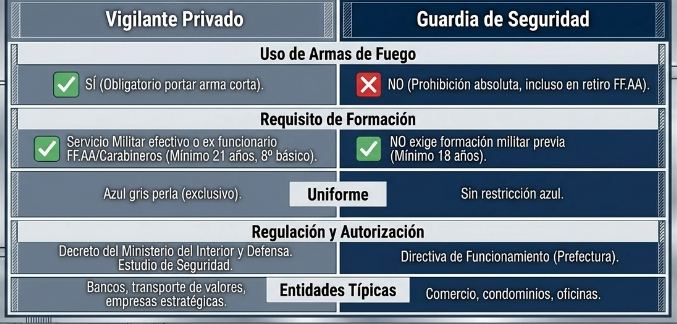 Vigilante Privado
Guardia de Seguridad
Uso de Armas de Fuego
SÍ (Obligatorio portar arma corta).
NO (Prohibición absoluta, incluso en retiro FF.AA).
Requisito de Formación
Servicio Militar efectivo o ex funcionario
FF.AA/Carabineros (Mínimo 21 años, 8º básico).
NO exige formación militar previa
(Mínimo 18 años).
Uniforme
Azul gris perla (exclusivo).
Sin restricción azul.
Regulación y Autorización
Decreto del Ministerio del Interior y Defensa.
Estudio de Seguridad.
Directiva de Funcionamiento (Prefectura).
Entidades Típicas
Bancos, transporte de valores,
empresas estratégicas.
Comercio, condominios, oficinas.